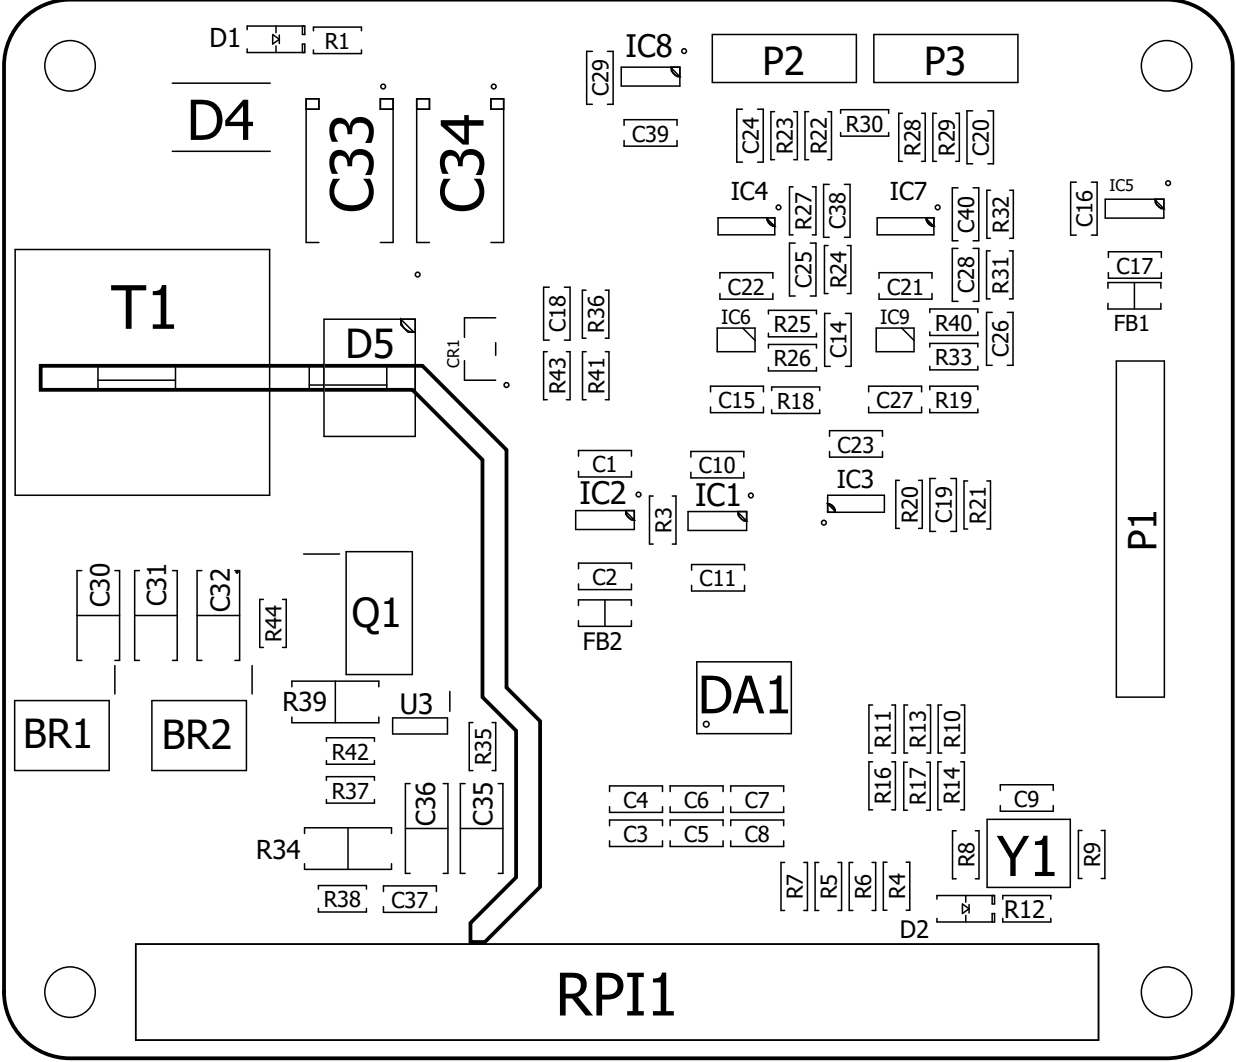 D1 R1
IC8
C29
P2 P3
D4
C33 C34
C39
C24 R23 R22 R30 R28 R29 C20
IC4 R27 C38 IC7 C40 R32
C16 IC5
C22 C25 R24 C21 C28 R31
C17
FB1
T1
D5
CR1
C18 R36
R43 R41
IC6 R25 C14 IC9 R40 C26
R26 R33
C15 R18 C27 R19
C23
C1 C10
IC2 R3 IC1
IC3 R20 C19 R21
P1
C2 C11
FB2
C30 C31 C32 R44
Q1
DA1
R39 U3
BR1 BR2
R42 R35
R37
C36 C35
R11 R13 R10
R16 R17 R14
C4 C6 C7
C3 C5 C8
C9
R34
R8 Y1 R9
R7 R5 R6 R4
R38 C37
D2 R12
RPI1